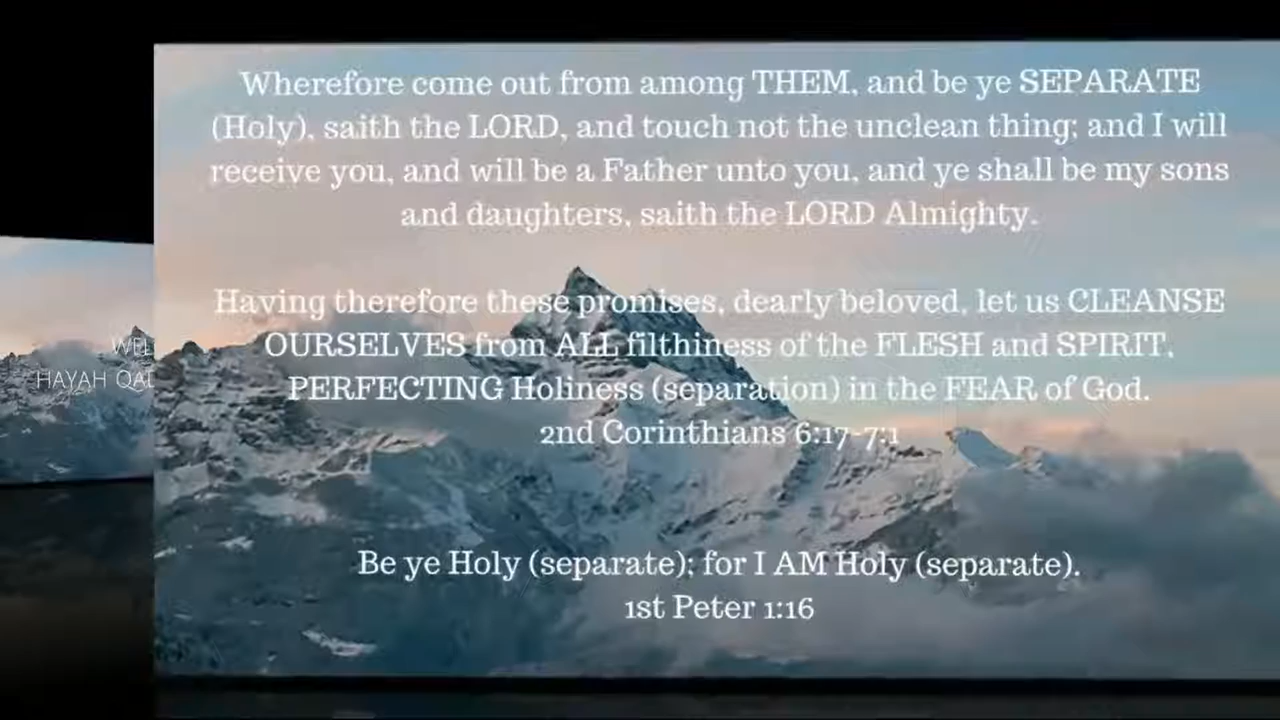 Wherefore come out from among THEM, and be ye SEPARATE
(Holy), saith the LORD, and touch not the unclean thing; and I will
receive you, and will be a Father unto you, and ye shall be my sons
and daughters, saith the LORD Almighty.
Having therefore these promises, dearly beloved, let us CLEANSE
OURSELVES from ALL filthiness of the FLESH and SPIRIT,
PERFECTING Holiness (separation) in the FEAR of God.
2nd Corinthians 6:17-7:1
Be ye Holy (separate); for I AM Holy (separate).
1st Peter 1:16
HAYAH